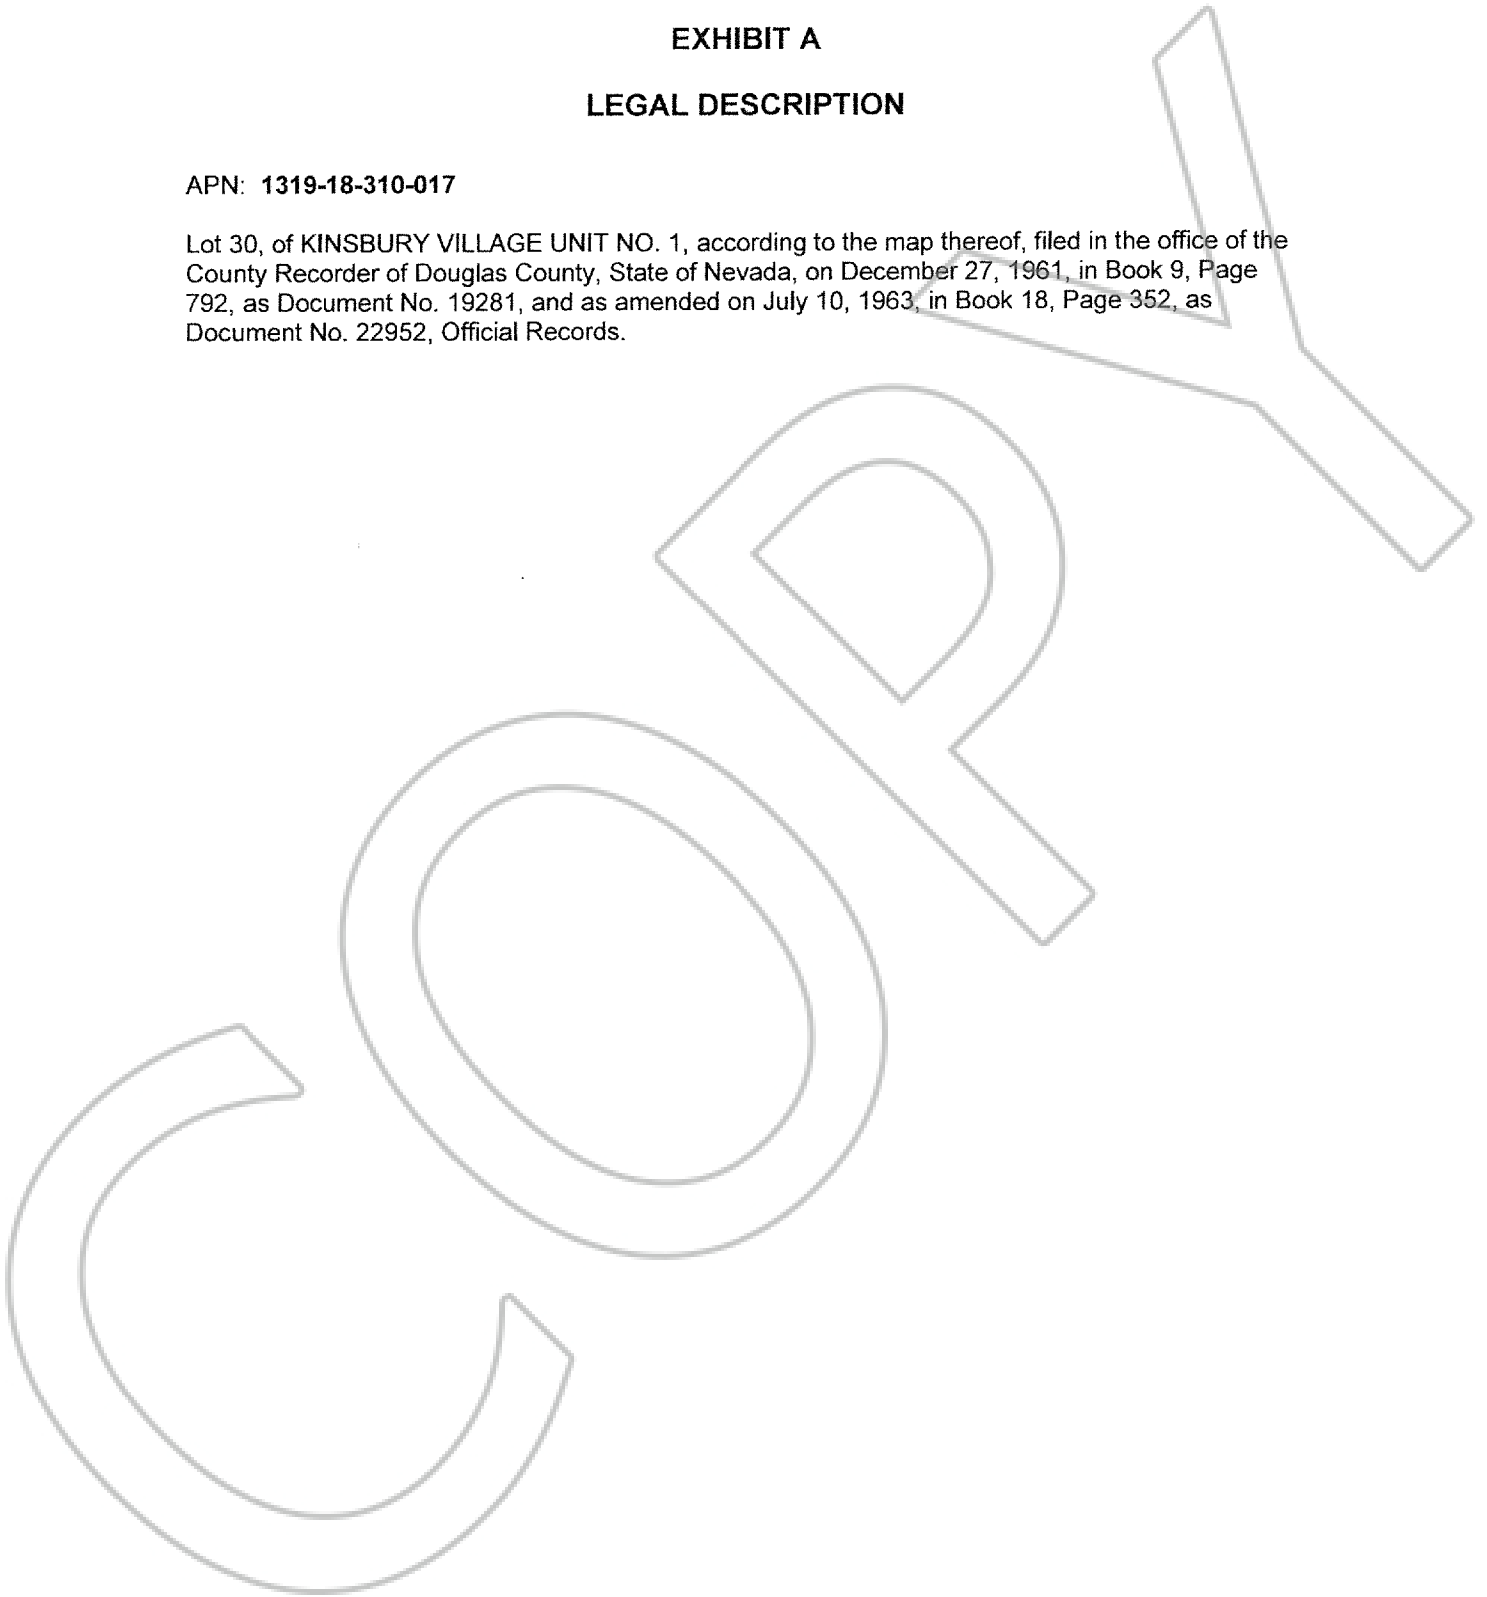 EXHIBIT A
LEGAL DESCRIPTION
APN: 1319-18-310-017
Lot 30, of KINSBURY VILLAGE UNIT NO. 1, according to the map thereof, filed in the office of the
County Recorder of Douglas County, State of Nevada, on December 27, 1961, in Book 9, Page
792, as Document No. 19281, and as amended on July 10, 1963, in Book 18, Page 352, as
Document No. 22952, Official Records.
COPY